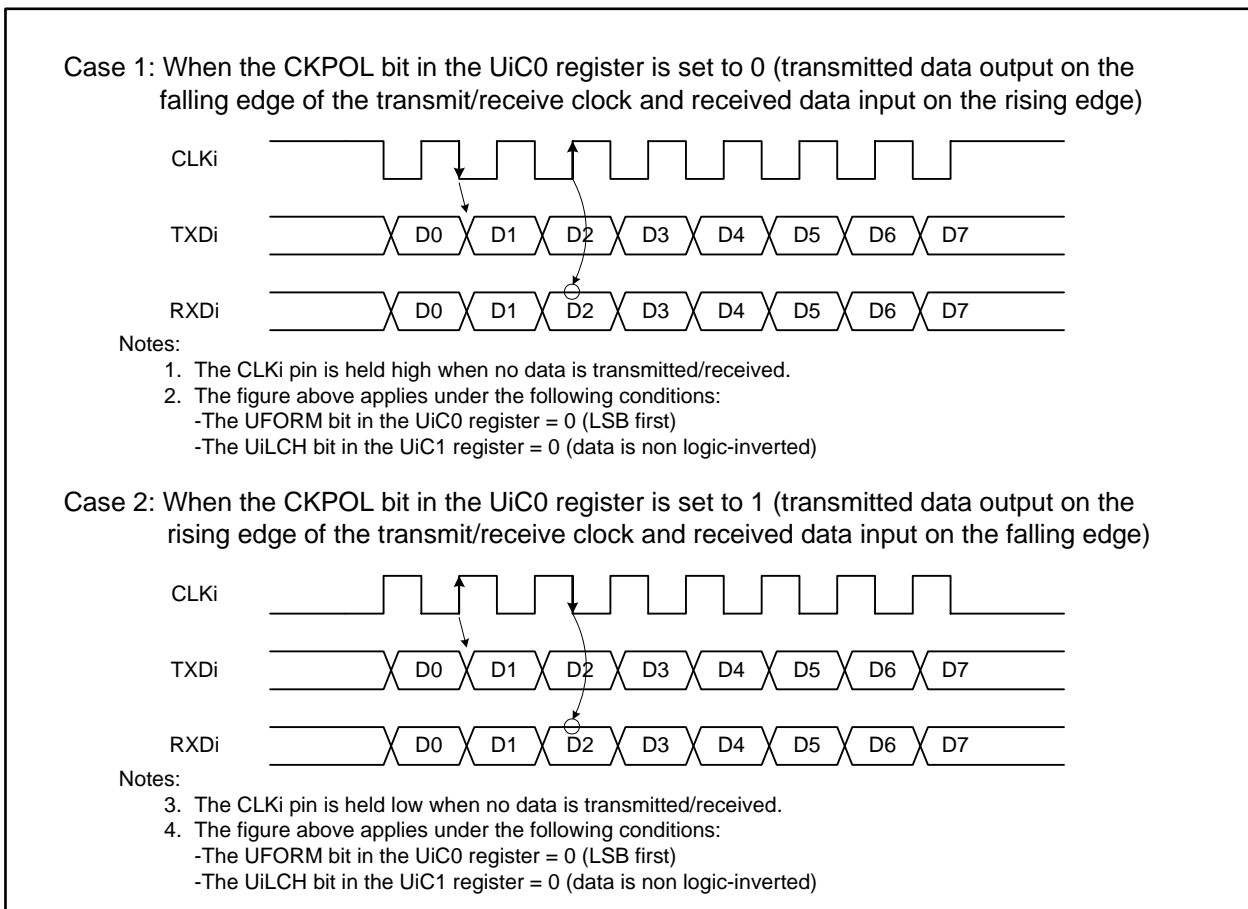 Case 1: When the CKPOL bit in the UiC0 register is set to 0 (transmitted data output on the
falling edge of the transmit/receive clock and received data input on the rising edge)
CLKi
TXDi D0 D1 D2 D3 D4 D5 D6 D7
RXDi D0 D1 D2 D3 D4 D5 D6 D7
Notes:
1. The CLKi pin is held high when no data is transmitted/received.
2. The figure above applies under the following conditions:
-The UFORM bit in the UiC0 register = 0 (LSB first)
-The UiLCH bit in the UiC1 register = 0 (data is non logic-inverted)
Case 2: When the CKPOL bit in the UiC0 register is set to 1 (transmitted data output on the
rising edge of the transmit/receive clock and received data input on the falling edge)
CLKi
TXDi D0 D1 D2 D3 D4 D5 D6 D7
RXDi D0 D1 D2 D3 D4 D5 D6 D7
Notes:
3. The CLKi pin is held low when no data is transmitted/received.
4. The figure above applies under the following conditions:
-The UFORM bit in the UiC0 register = 0 (LSB first)
-The UiLCH bit in the UiC1 register = 0 (data is non logic-inverted)